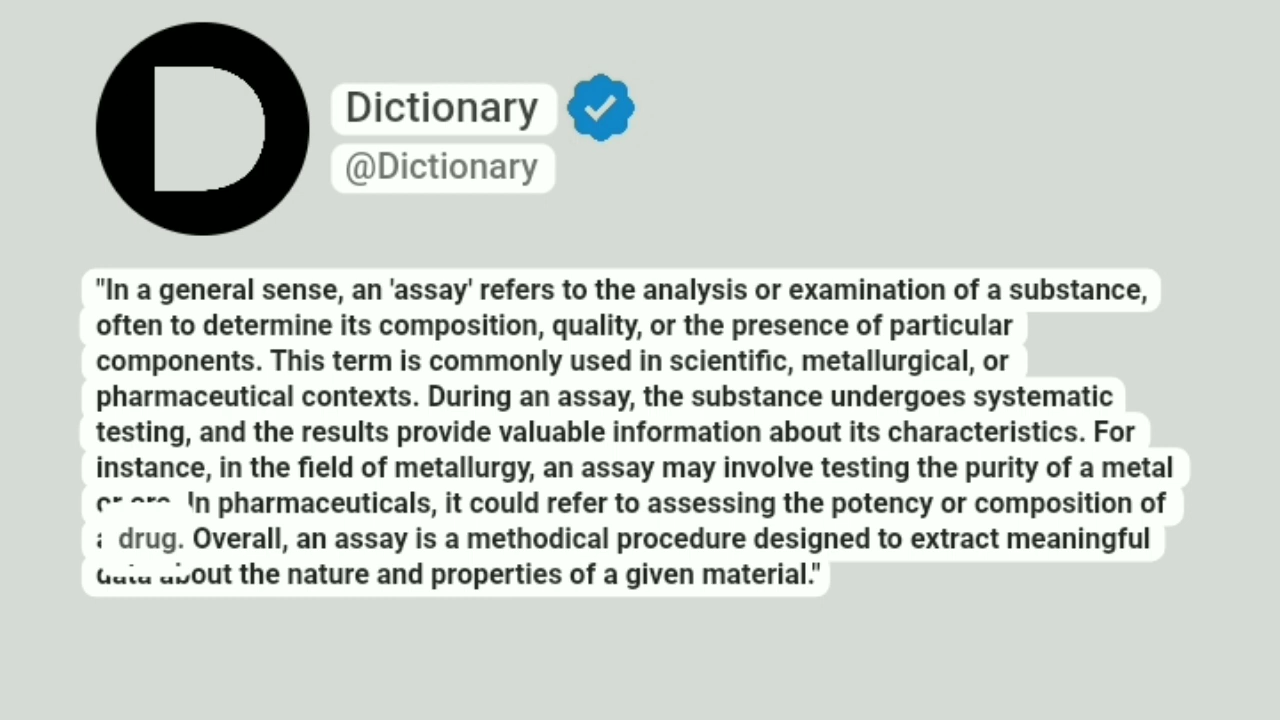 Dictionary
@Dictionary
"In a general sense, an 'assay' refers to the analysis or examination of a substance,
often to determine its composition, quality, or the presence of particular
components. This term is commonly used in scientific, metallurgical, or
pharmaceutical contexts. During an assay, the substance undergoes systematic
testing, and the results provide valuable information about its characteristics. For
instance, in the field of metallurgy, an assay may involve testing the purity of a metal
or ore. In pharmaceuticals, it could refer to assessing the potency or composition of
a drug. Overall, an assay is a methodical procedure designed to extract meaningful
data about the nature and properties of a given material."